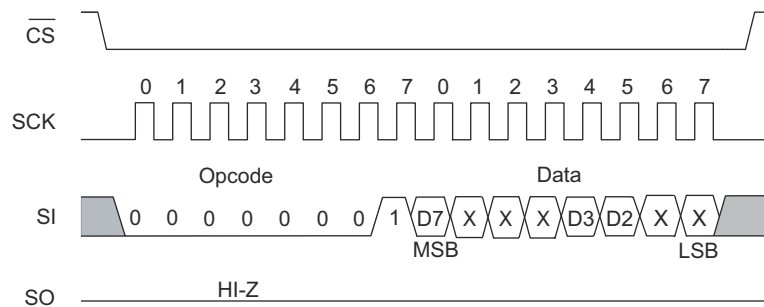 CS
0 1 2 3 4 5 6 7 0 1 2 3 4 5 6 7
SCK
Opcode Data
SI 0 0 0 0 0 0 0 1 D7 X X X D3 D2 X X
MSB LSB
HI-Z
SO